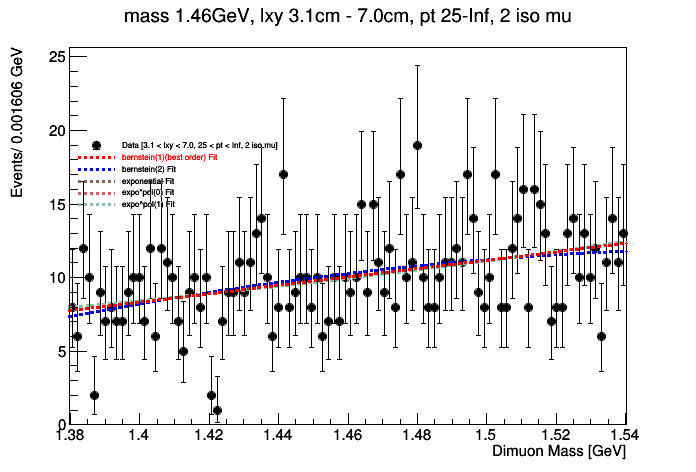 mass 1.46GeV, lxy 3.1cm - 7.0cm, pt 25-Inf, 2 iso mu
Events/ 0.001606 GeV
25
20
15
10
5
0
Data [3.1 < lxy < 7.0, 25 < pt < Inf, 2 iso mu]
bernstein(1)(best order) Fit
bernstein(2) Fit
exponential Fit
expo*pol(0) Fit
expo*pol(1) Fit
1.38 1.4 1.42 1.44 1.46 1.48 1.5 1.52 1.54
Dimuon Mass [GeV]